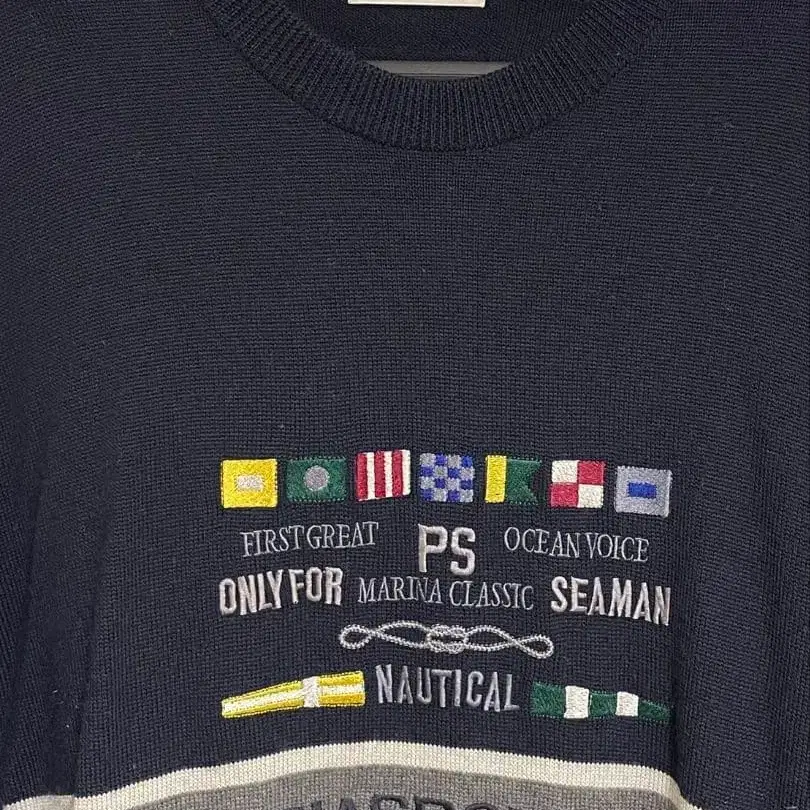 FIRST GREAT PS OCEAN VOICE
ONLY FOR MARINA CLASSIC SEAMAN
NAUTICAL